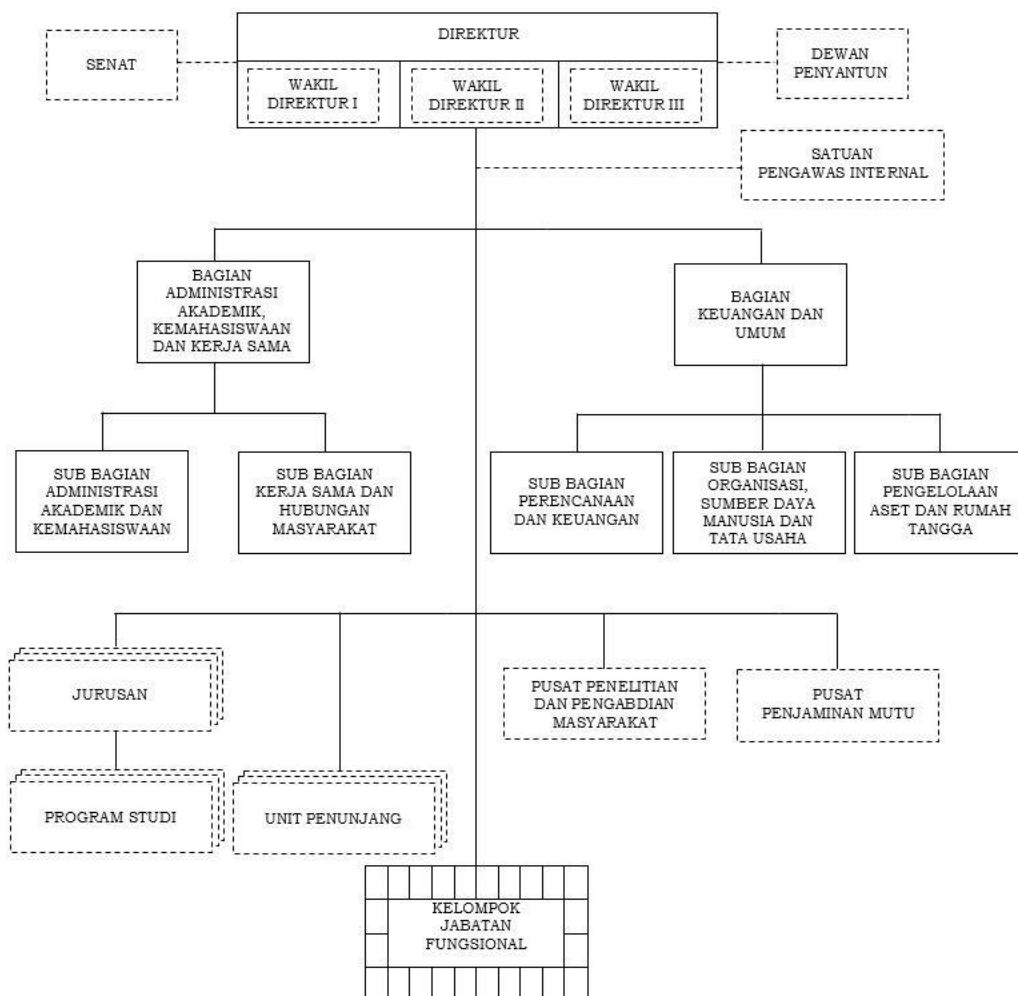 DIREKTUR
SENAT
DEWAN
PENYANTUN
WAKIL
DIREKTUR I
WAKIL
DIREKTUR II
WAKIL
DIREKTUR III
SATUAN
PENGAWAS INTERNAL
BAGIAN
ADMINISTRASI
AKADEMIK,
KEMAHASISWAAN
DAN KERJA SAMA
BAGIAN
KEUANGAN DAN
UMUM
SUB BAGIAN
ADMINISTRASI
AKADEMIK DAN
KEMAHASISWAAN
SUB BAGIAN
KERJA SAMA DAN
HUBUNGAN
MASYARAKAT
SUB BAGIAN
PERENCANAAN
DAN KEUANGAN
SUB BAGIAN
ORGANISASI,
SUMBER DAYA
MANUSIA DAN
TATA USAHA
SUB BAGIAN
PENGELOLAAN
ASET DAN RUMAH
TANGGA
JURUSAN
PUSAT PENELITIAN
DAN PENGABDIAN
MASYARAKAT
PUSAT
PENJAMINAN MUTU
PROGRAM STUDI
UNIT PENUNJANG
KELOMPOK
JABATAN
FUNGSIONAL